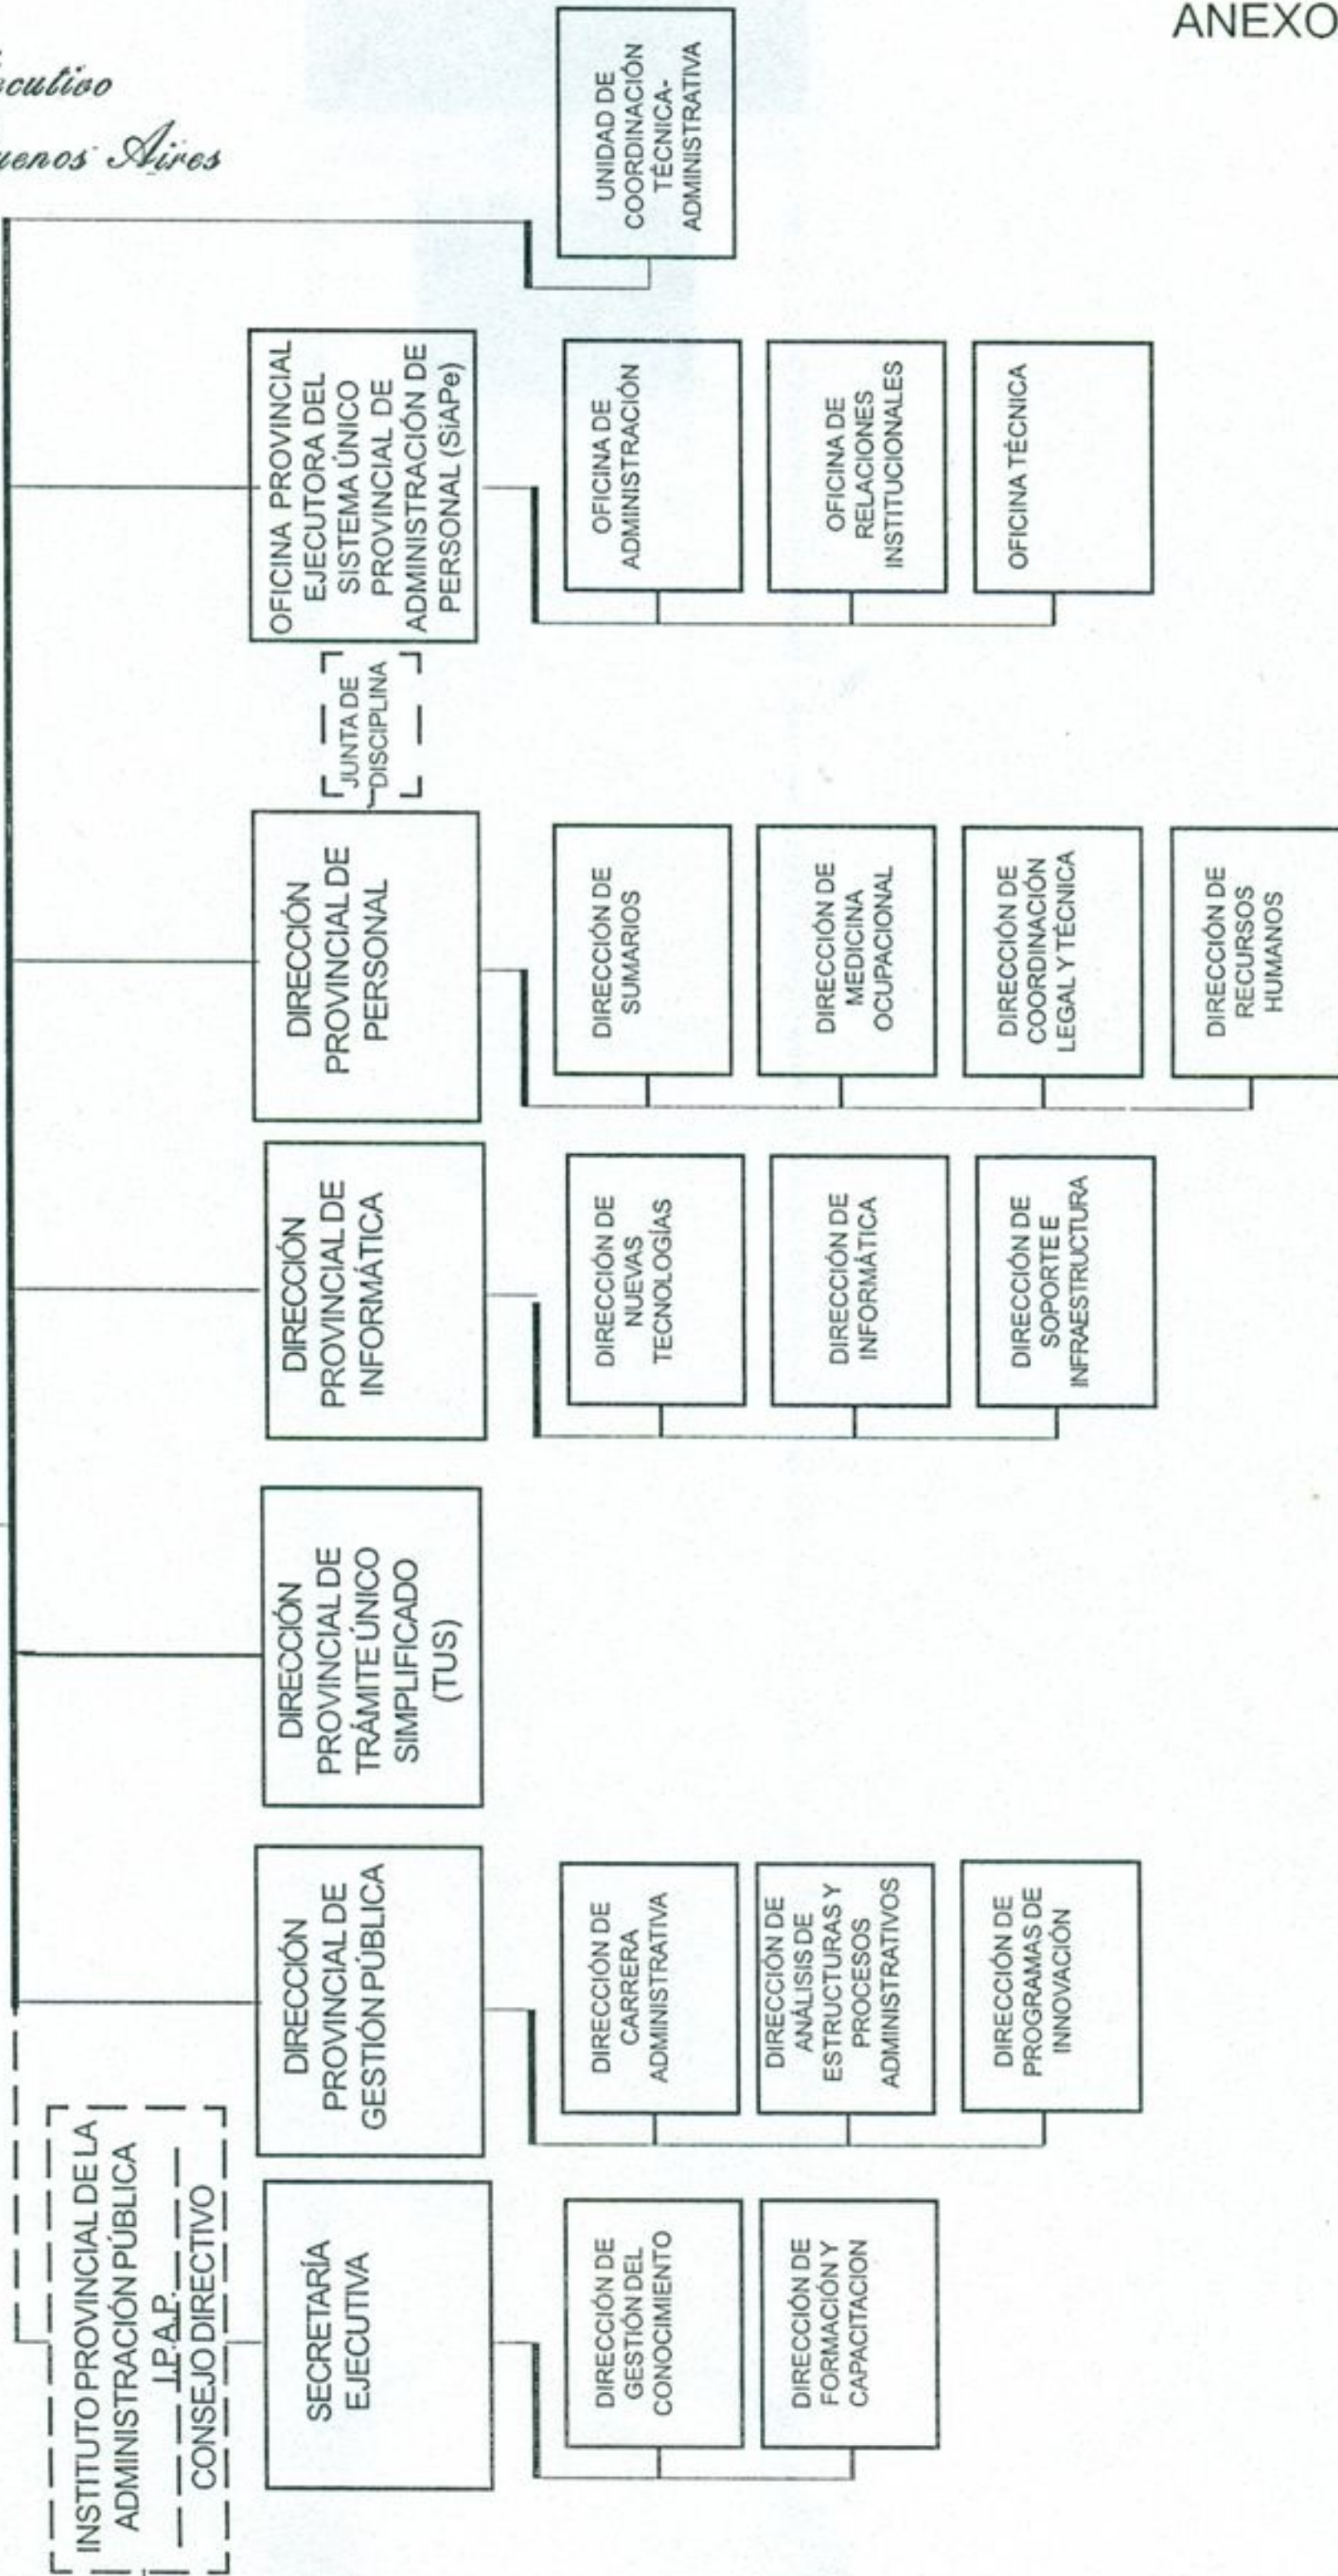 ANEXO
Buenos Aires
INSTITUTO PROVINCIAL DE LA
ADMINISTRACIÓN PÚBLICA
I.P.A.P.
CONSEJO DIRECTIVO
SECRETARÍA
EJECUTIVA
DIRECCIÓN DE
GESTIÓN DEL
CONOCIMIENTO
DIRECCIÓN DE
FORMACIÓN Y
CAPACITACION
DIRECCIÓN
PROVINCIAL DE
GESTIÓN PÚBLICA
DIRECCIÓN DE
CARRERA
ADMINISTRATIVA
DIRECCIÓN DE
ANÁLISIS DE
ESTRUCTURAS Y
PROCESOS
ADMINISTRATIVOS
DIRECCIÓN DE
PROGRAMAS DE
INNOVACIÓN
DIRECCIÓN
PROVINCIAL DE
TRÁMITE ÚNICO
SIMPLIFICADO
(TUS)
DIRECCIÓN
PROVINCIAL DE
INFORMÁTICA
DIRECCIÓN DE
NUEVAS
TECNOLOGÍAS
DIRECCIÓN DE
INFORMÁTICA
DIRECCIÓN DE
SOPORTE E
INFRAESTRUCTURA
DIRECCIÓN
PROVINCIAL DE
PERSONAL
JUNTA DE
DISCIPLINA
DIRECCIÓN DE
SUMARIOS
DIRECCIÓN DE
MEDICINA
OCUPACIONAL
DIRECCIÓN DE
COORDINACIÓN
LEGAL Y TÉCNICA
DIRECCIÓN DE
RECURSOS
HUMANOS
OFICINA PROVINCIAL
EJECUTORA DEL
SISTEMA ÚNICO
PROVINCIAL DE
ADMINISTRACIÓN DE
PERSONAL (SiAPe)
OFICINA DE
ADMINISTRACIÓN
OFICINA DE
RELACIONES
INSTITUCIONALES
OFICINA TÉCNICA
UNIDAD DE
COORDINACIÓN
TÉCNICA-
ADMINISTRATIVA